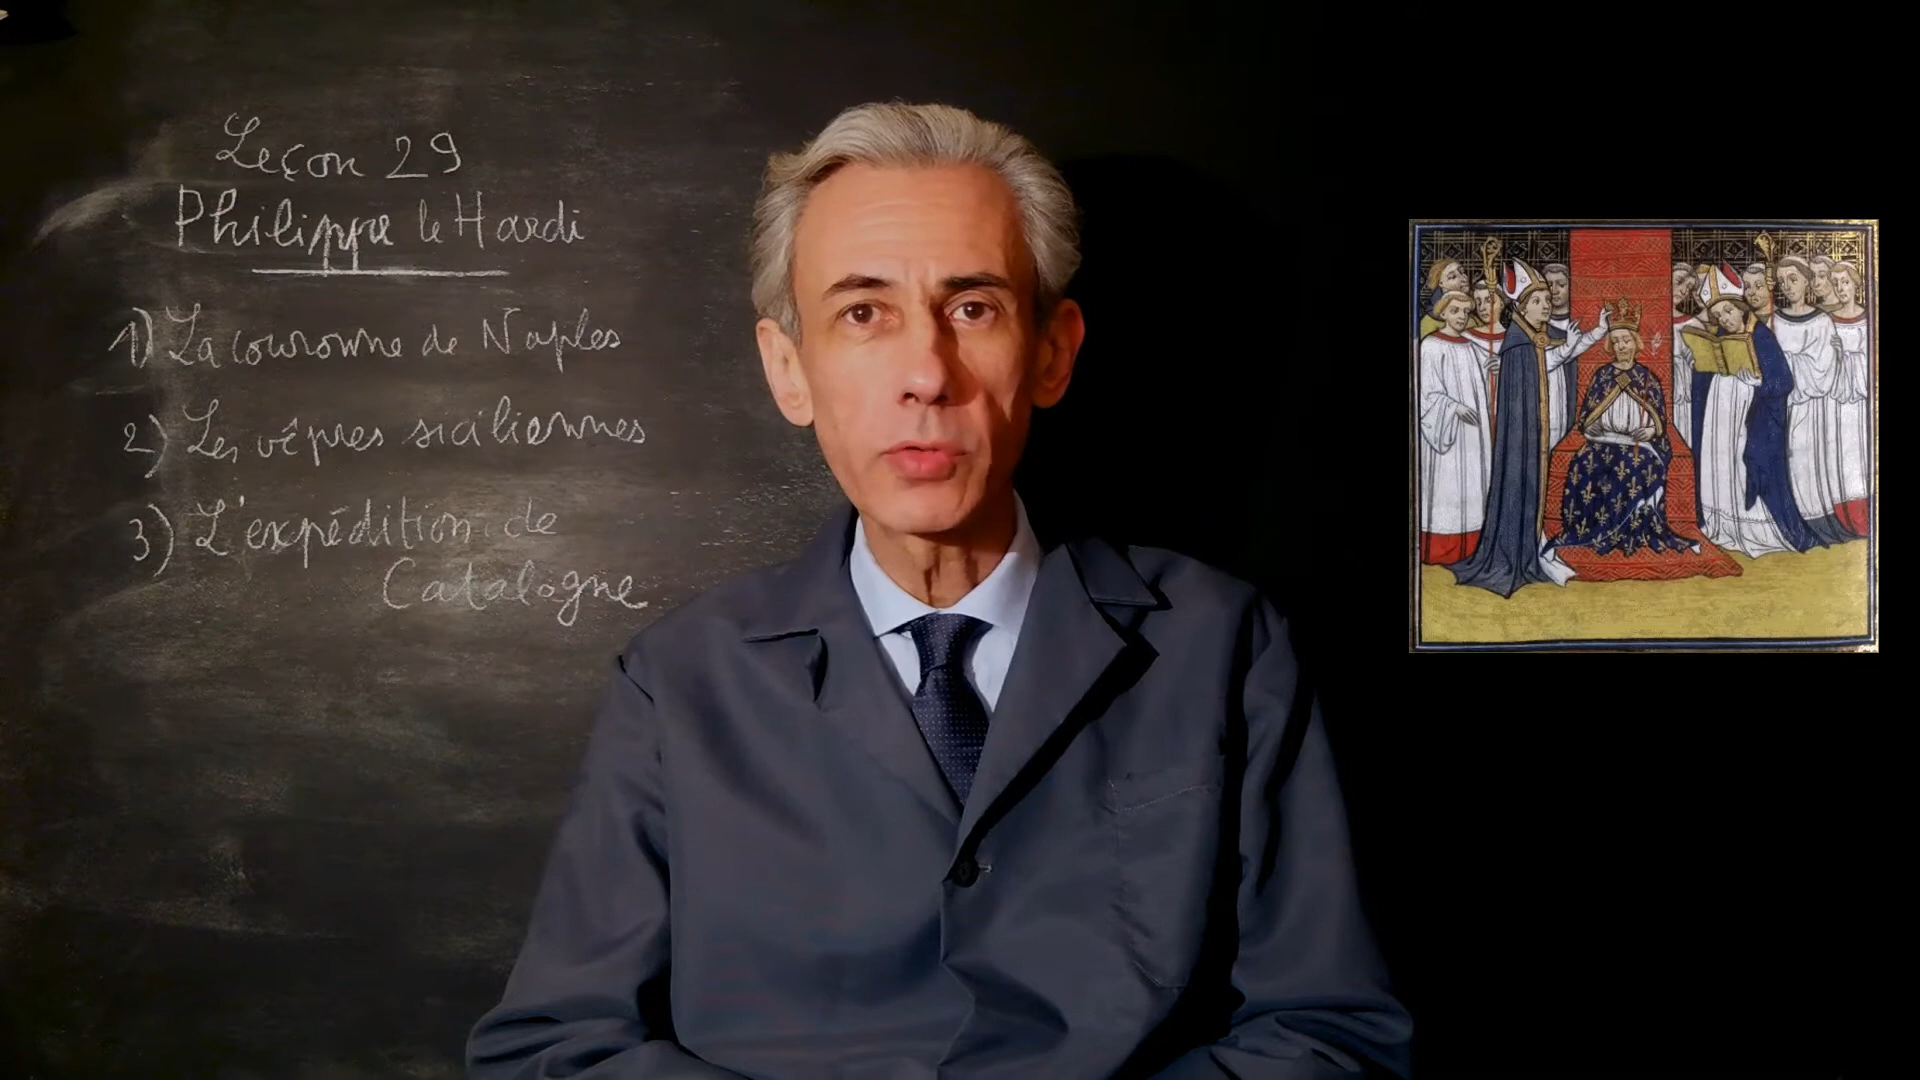 Leçon 29
Philippe le Hardi
1) La couronne de Naples
2) Les vêpres siciliennes
3) L'expédition de
Catalogne